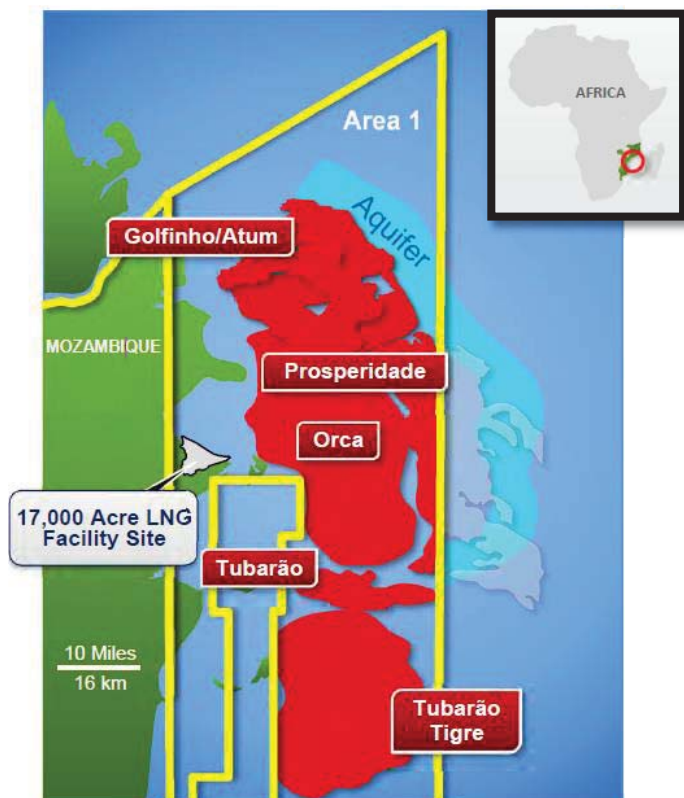 AFRICA
Area 1
Golfinho/Atum
Aquifer
MOZAMBIQUE
Prosperidade
Orca
17,000 Acre LNG
Facility Site
Tubarão
10 Miles
16 km
Tubarão
Tigre